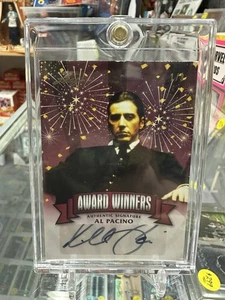 AWARD WINNERS
AUTHENTIC SIGNATURE
AL PACINO